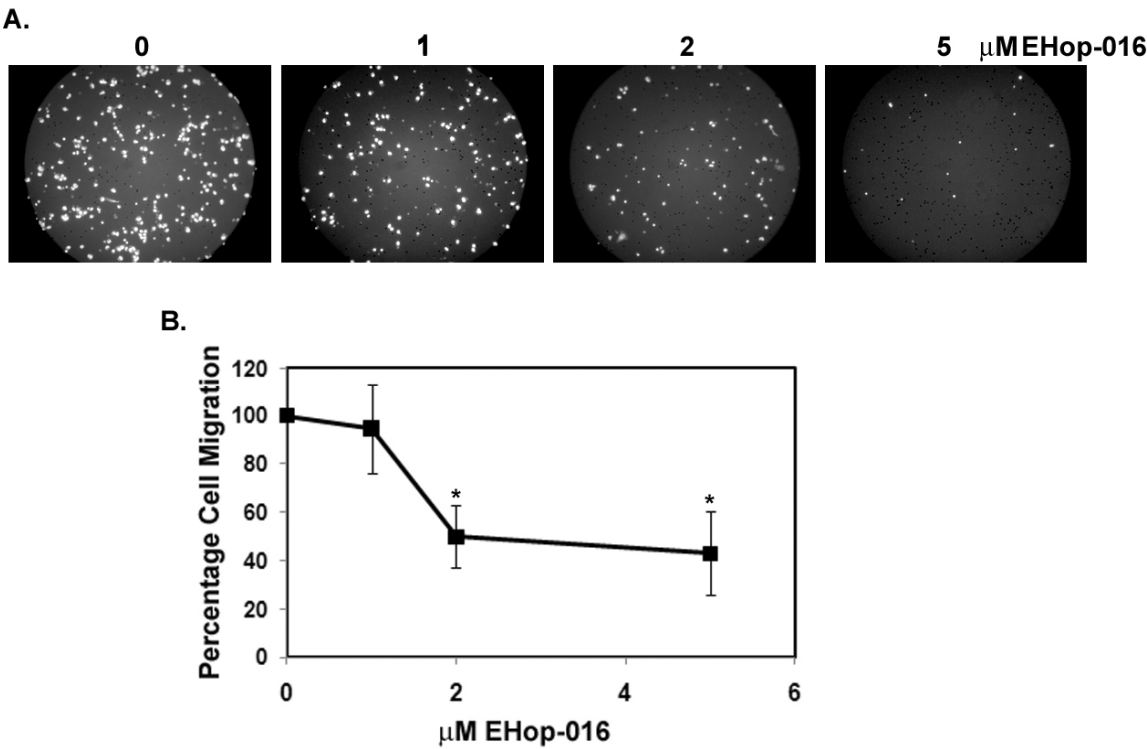 A.
0 1 2 5 μM EHop-016
B.
Percentage Cell Migration
120
100
80
60
40
20
0
*
*
0 2 4 6
μM EHop-016